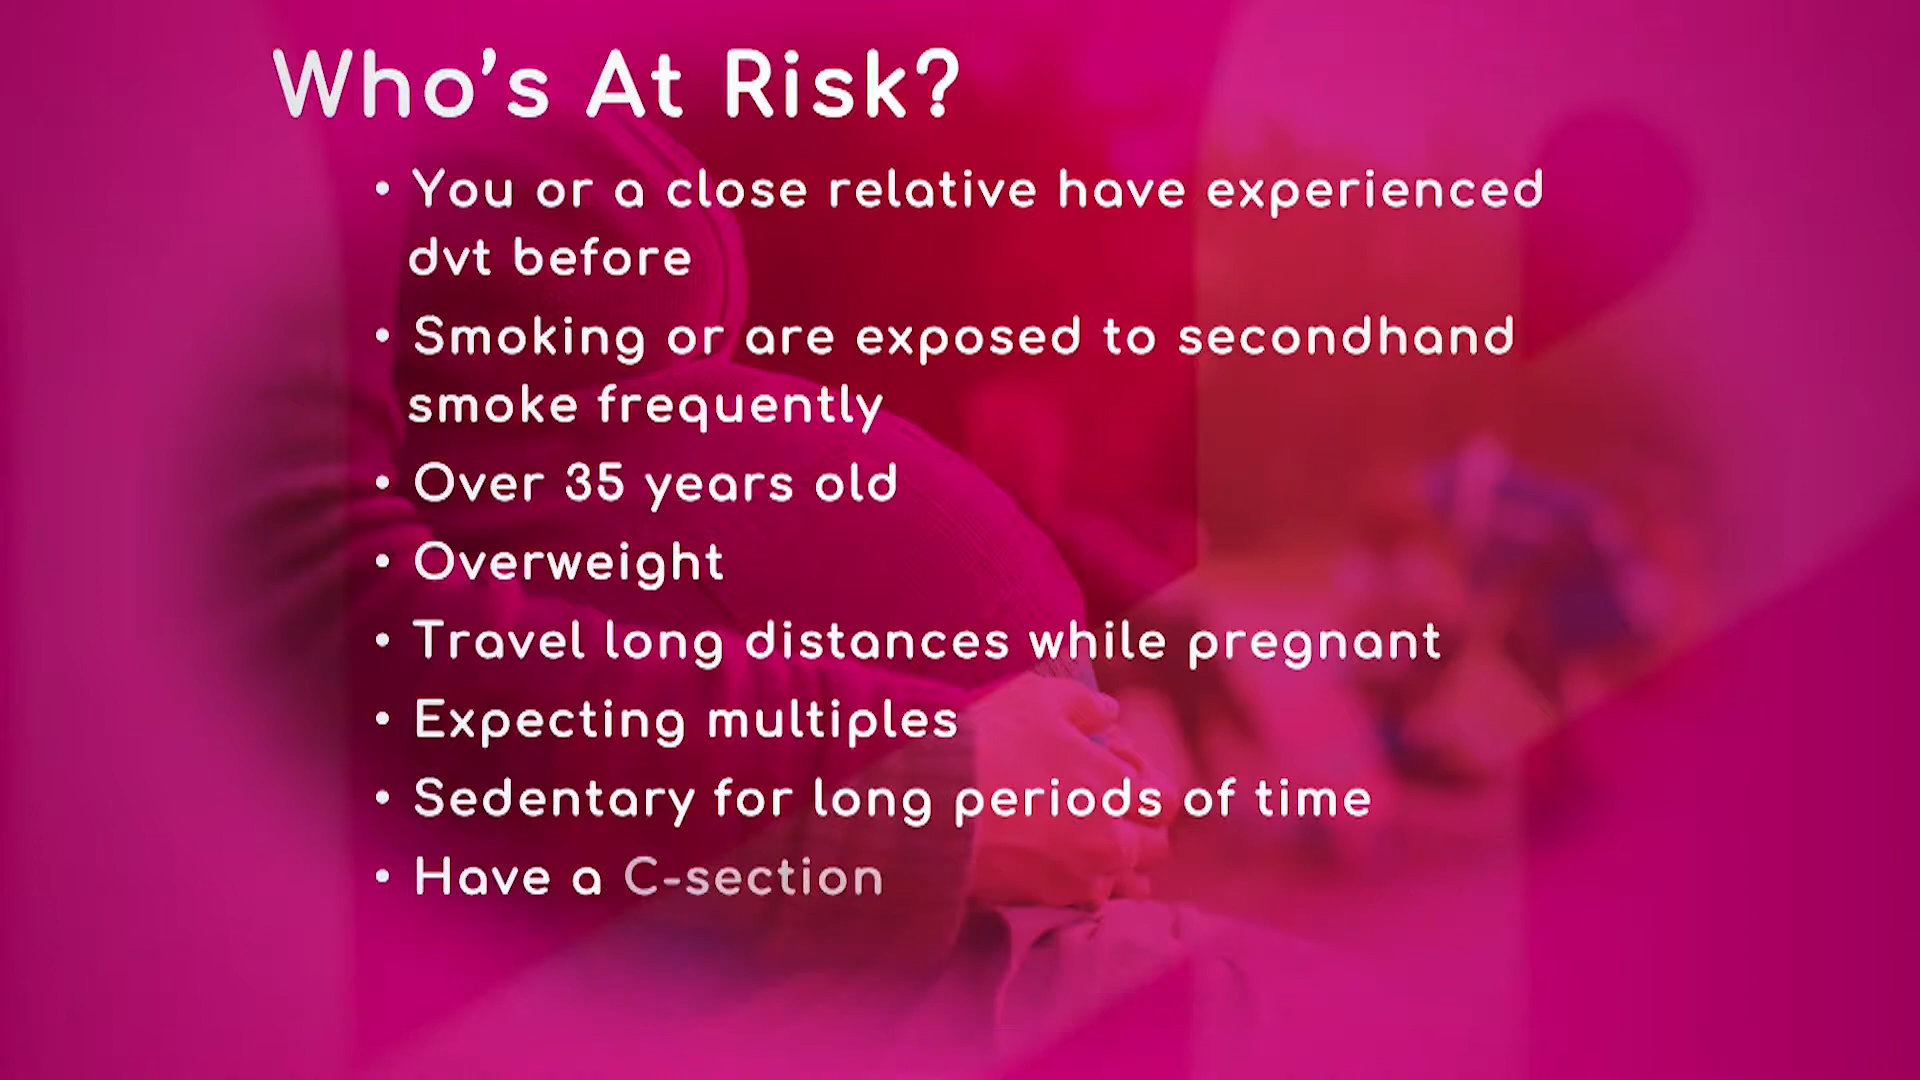 Who’s At Risk?
• You or a close relative have experienced
dvt before
• Smoking or are exposed to secondhand
smoke frequently
• Over 35 years old
• Overweight
• Travel long distances while pregnant
• Expecting multiples
• Sedentary for long periods of time
• Have a C-section